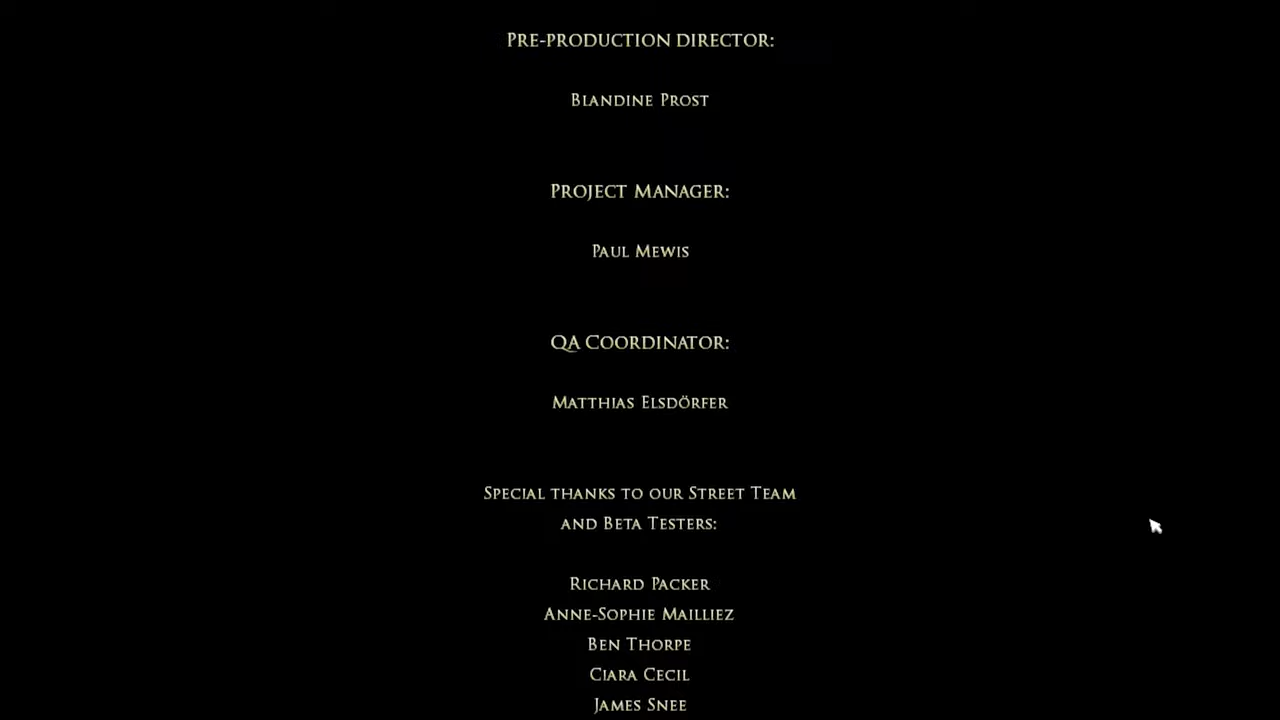 Pre-production director:
Blandine Prost
Project Manager:
Paul Mewis
QA Coordinator:
Matthias Elsdörfer
Special thanks to our Street Team
and Beta Testers:
Richard Packer
Anne-Sophie Mailliez
Ben Thorpe
Ciara Cecil
James Snee